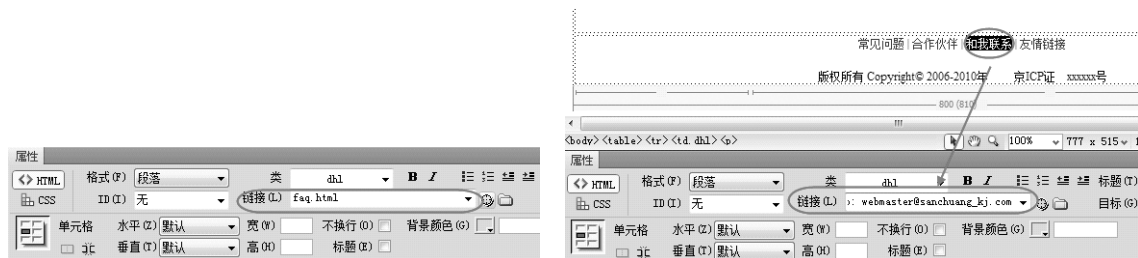 属性
<> HTML
格式(F) 段落
类 dhl
B I
CSS
ID(I) 无
链接(L) faq.html
单元格
水平(Z) 默认
宽(W)
不换行(O)
背景颜色(G)
垂直(T) 默认
高(H)
标题(E)
常见问题 | 合作伙伴 | 和我联系 | 友情链接
版权所有 Copyright© 2006-2010年 京ICP证 xxxxxx号
800 (810)
<body> <table> <tr> <td.dhl> <p>
100%
777 x 515
属性
<> HTML
格式(F) 段落
类 dhl
B I
标题(T)
CSS
ID(I) 无
链接(L) o: webmaster@sanchuang_kj.com
目标(G)
单元格
水平(Z) 默认
宽(W)
不换行(O)
背景颜色(G)
垂直(T) 默认
高(H)
标题(E)